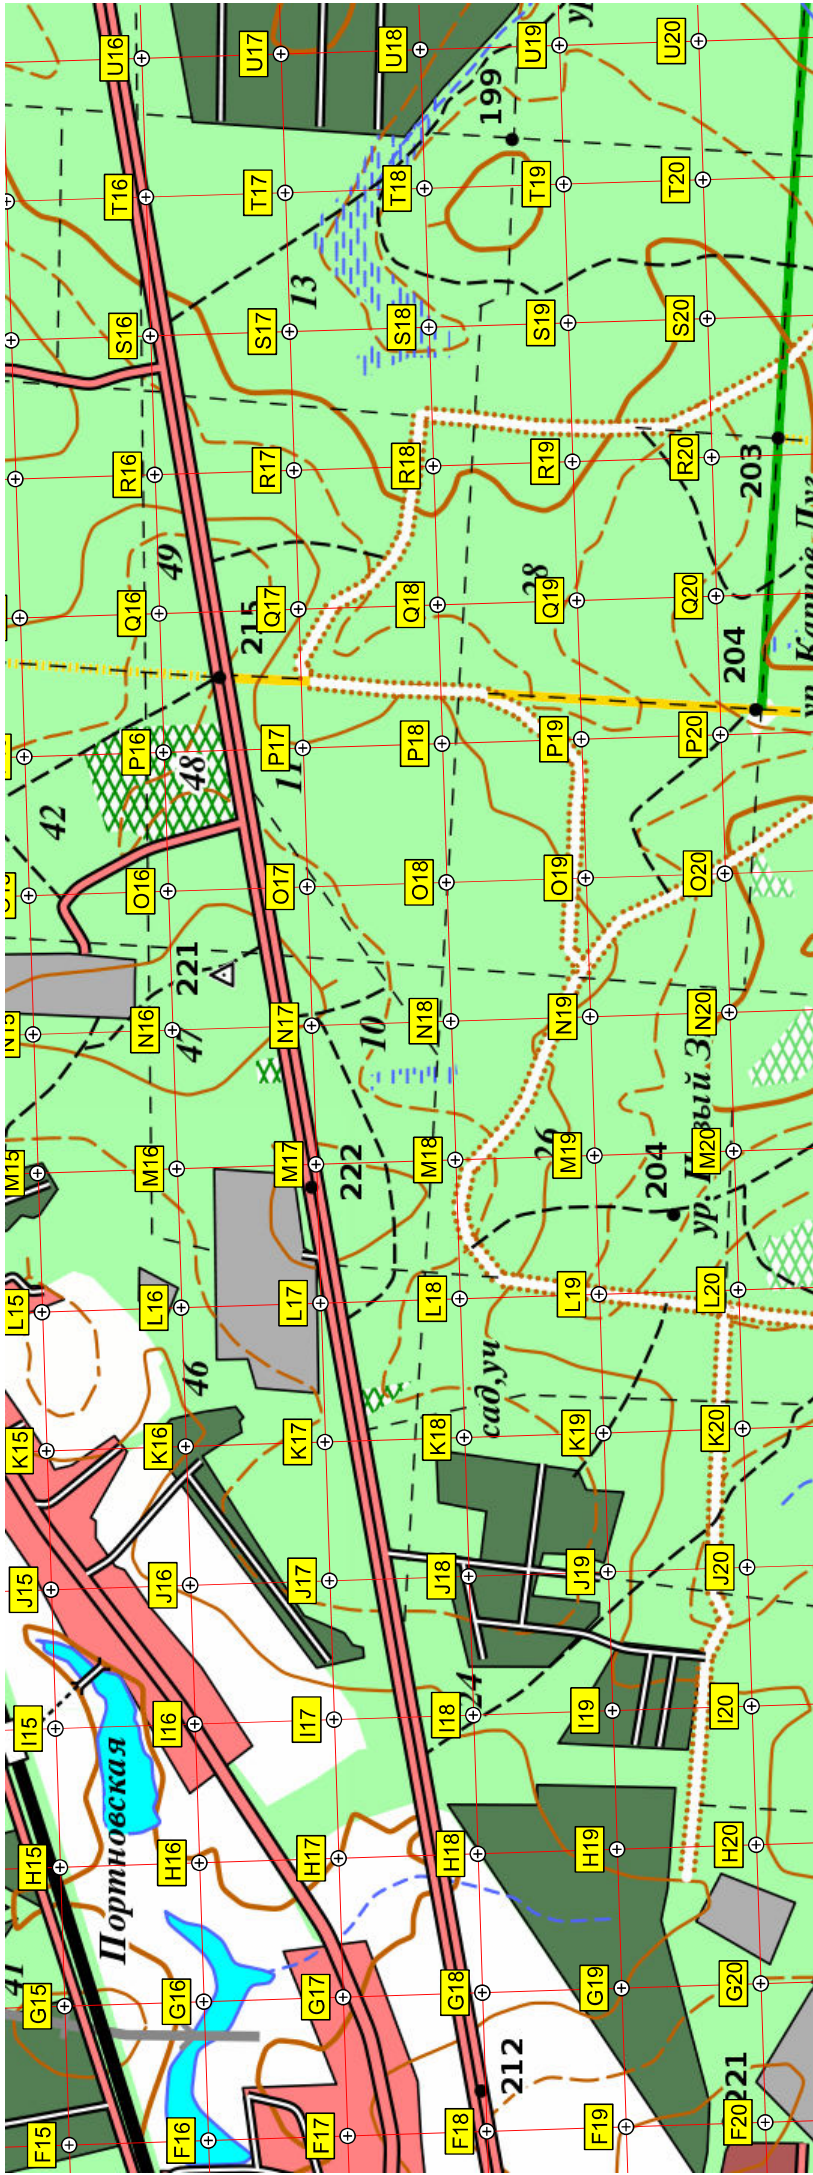 U16
U17
U18
U19
U20
199
T16
T17
T18
T19
T20
13
S16
S17
S18
S19
S20
R16
R17
R18
R19
R20
203
49
28
Q16
Q17
Q18
Q19
Q20
215
204
P16
P17
P18
P19
P20
48
11
42
O16
O17
O18
O19
O20
221
N16
N17
N18
N19
N20
47
10
M15
M16
M17
M18
M19
M20
26
222
204
L15
L16
L17
L18
L19
L20
46
сад.уч
K15
K16
K17
K18
K19
K20
J15
J16
J17
J18
J19
J20
24
I15
I16
I17
I18
I19
I20
Портновская
H15
H16
H17
H18
H19
H20
41
G15
G16
G17
G18
G19
G20
212
221
F15
F16
F17
F18
F19
F20